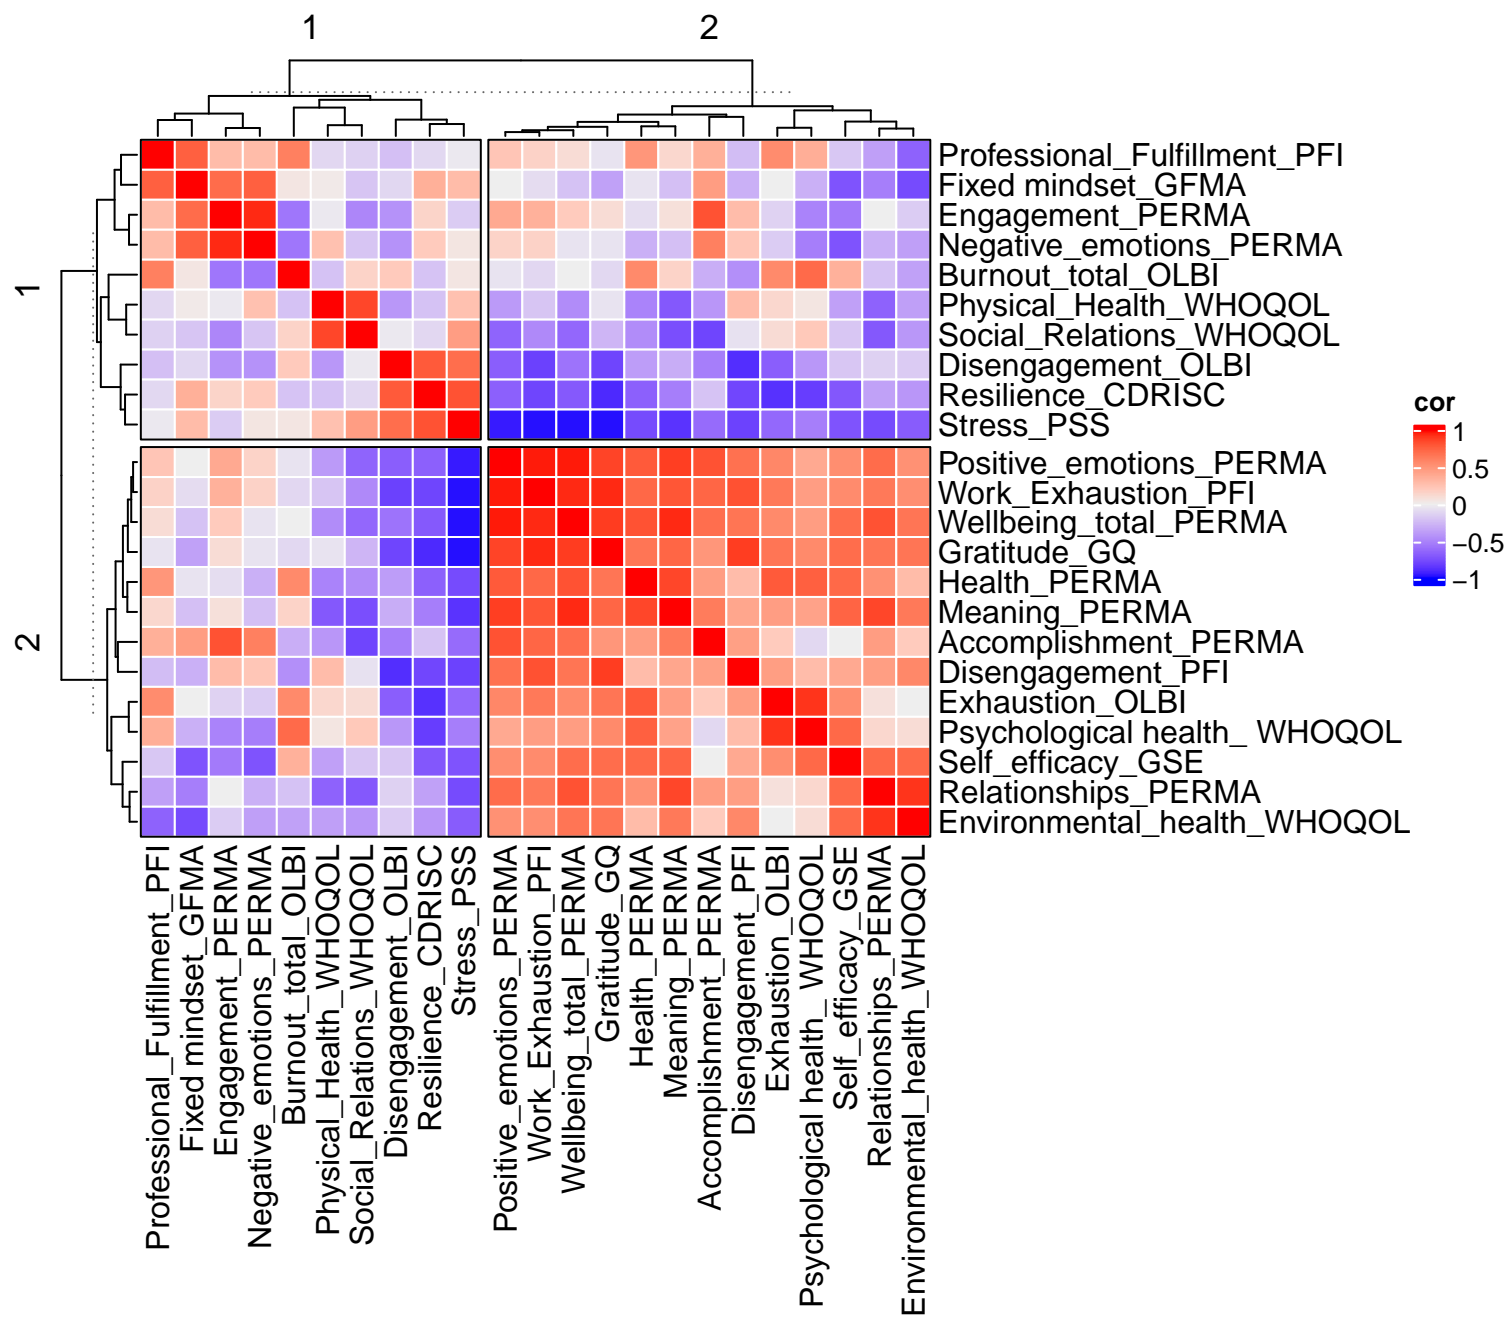 1
2
1
2
Professional_Fulfillment_PFI
Fixed mindset_GFMA
Engagement_PERMA
Negative_emotions_PERMA
Burnout_total_OLBI
Physical_Health_WHOQOL
Social_Relations_WHOQOL
Disengagement_OLBI
Resilience_CDRISC
Stress_PSS
Positive_emotions_PERMA
Work_Exhaustion_PFI
Wellbeing_total_PERMA
Gratitude_GQ
Health_PERMA
Meaning_PERMA
Accomplishment_PERMA
Disengagement_PFI
Exhaustion_OLBI
Psychological health_ WHOQOL
Self_efficacy_GSE
Relationships_PERMA
Environmental_health_WHOQOL
cor
1
0.5
0
−0.5
−1
Professional_Fulfillment_PFI
Fixed mindset_GFMA
Engagement_PERMA
Negative_emotions_PERMA
Burnout_total_OLBI
Physical_Health_WHOQOL
Social_Relations_WHOQOL
Disengagement_OLBI
Resilience_CDRISC
Stress_PSS
Positive_emotions_PERMA
Work_Exhaustion_PFI
Wellbeing_total_PERMA
Gratitude_GQ
Health_PERMA
Meaning_PERMA
Accomplishment_PERMA
Disengagement_PFI
Exhaustion_OLBI
Psychological health_ WHOQOL
Self_efficacy_GSE
Relationships_PERMA
Environmental_health_WHOQOL